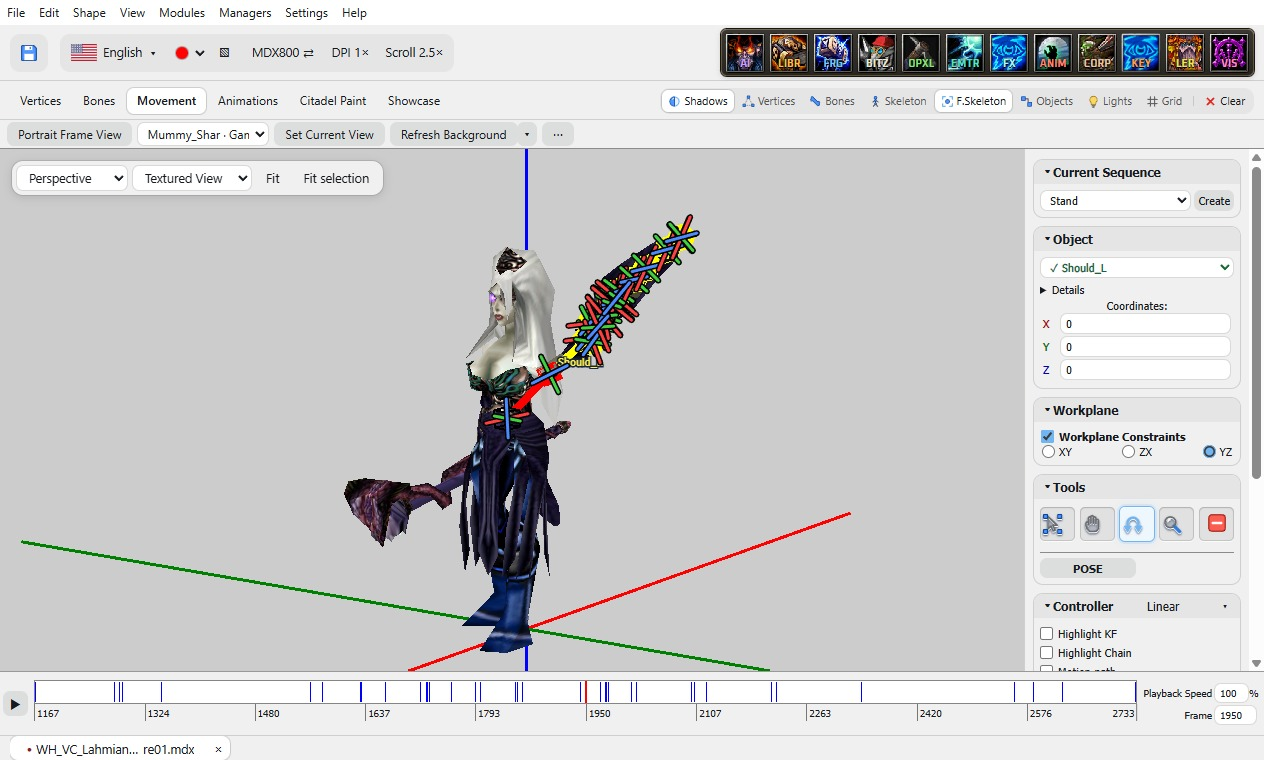 File Edit Shape View Modules Managers Settings Help
English MDX800 ⇄ DPI 1× Scroll 2.5×
AI LIBR FRG BITZ OPXL EMTR FX ANIM CORP KEY LER VIS
Vertices Bones Movement Animations Citadel Paint Showcase
Shadows Vertices Bones Skeleton F.Skeleton Objects Lights Grid Clear
Portrait Frame View Mummy_Shar · Gan Set Current View Refresh Background ...
Perspective Textured View Fit Fit selection
Should_L
Current Sequence
Stand Create
Object
✓ Should_L
Details
Coordinates:
X 0
Y 0
Z 0
Workplane
Workplane Constraints
XY ZX YZ
Tools
POSE
Controller Linear
Highlight KF
Highlight Chain
Motion path
1167 1324 1480 1637 1793 1950 2107 2263 2420 2576 2733
Playback Speed 100 %
Frame 1950
• WH_VC_Lahmian... re01.mdx ×